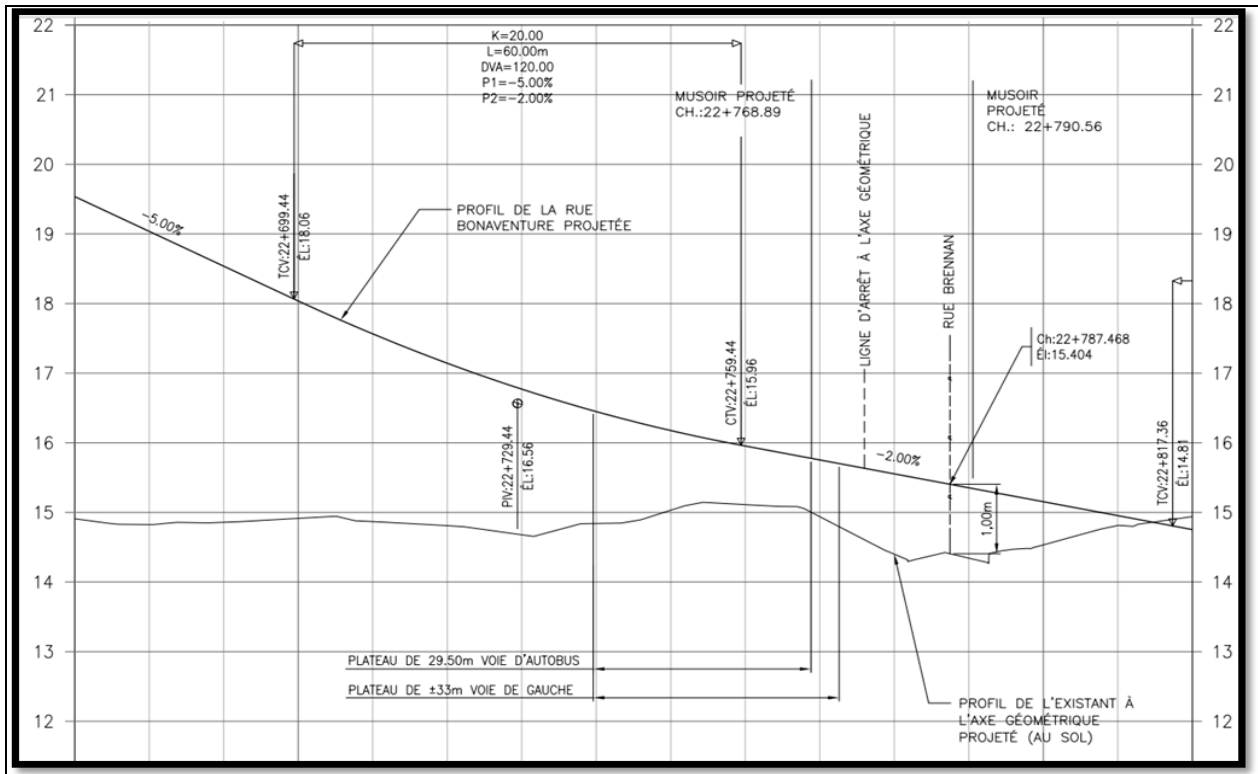 22
22
K=20.00
L=60.00m
DVA=120.00
P1=-5.00%
P2=-2.00%
MUSOIR PROJETÉ
CH.:22+768.89
MUSOIR
PROJETÉ
CH.: 22+790.56
21
21
20
20
-5.00%
TCV:22+699.44
ÉL:18.06
PROFIL DE LA RUE
BONAVENTURE PROJETÉE
LIGNE D'ARRÊT À L'AXE GÉOMÉTRIQUE
RUE BRENNAN
19
19
18
18
Ch:22+787.468
Él:15.404
17
17
PIV:22+729.44
ÉL:16.56
CTV:22+759.44
ÉL:15.96
-2.00%
TCV:22+817.36
ÉL:14.81
16
16
15
15
1,00m
14
14
13
13
PLATEAU DE 29.50m VOIE D'AUTOBUS
PLATEAU DE ±33m VOIE DE GAUCHE
PROFIL DE L'EXISTANT À
L'AXE GÉOMÉTRIQUE
PROJETÉ (AU SOL)
12
12